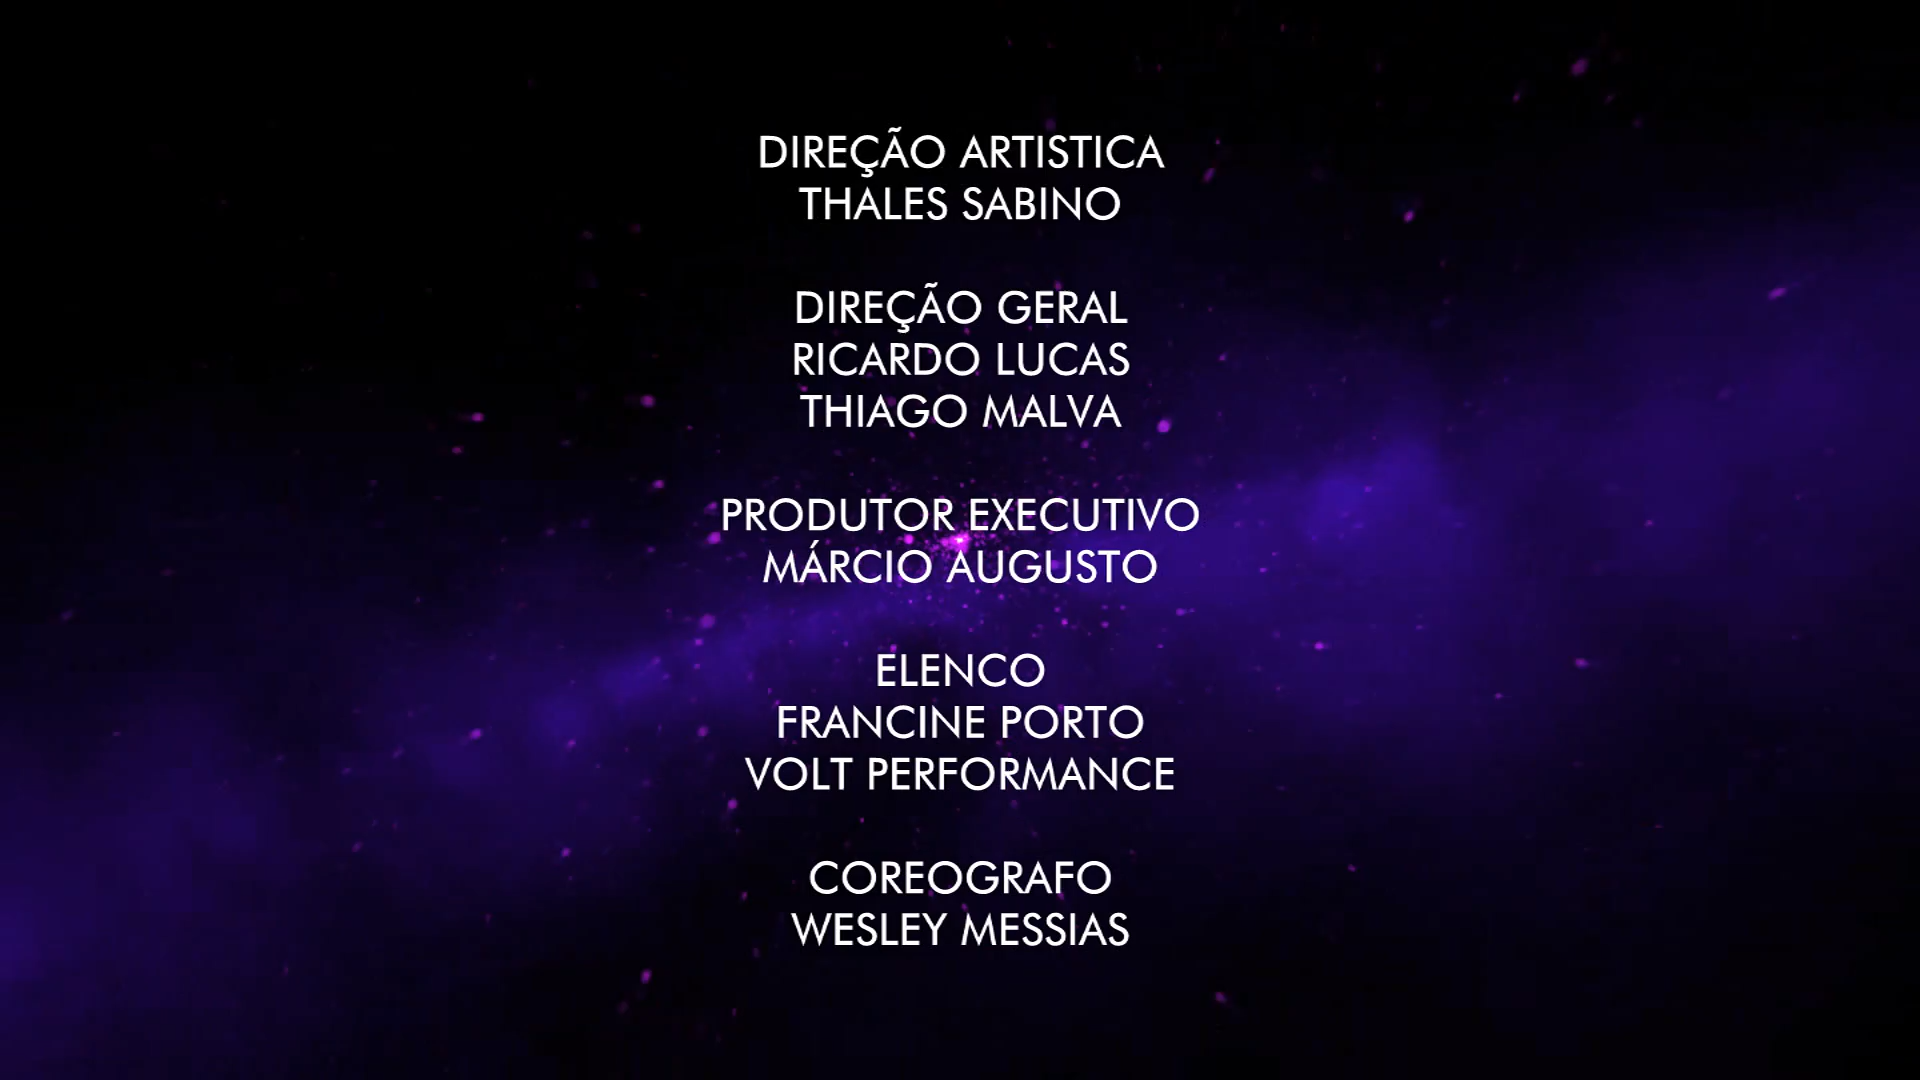 DIREÇÃO ARTISTICA
THALES SABINO
DIREÇÃO GERAL
RICARDO LUCAS
THIAGO MALVA
PRODUTOR EXECUTIVO
MÁRCIO AUGUSTO
ELENCO
FRANCINE PORTO
VOLT PERFORMANCE
COREOGRAFO
WESLEY MESSIAS